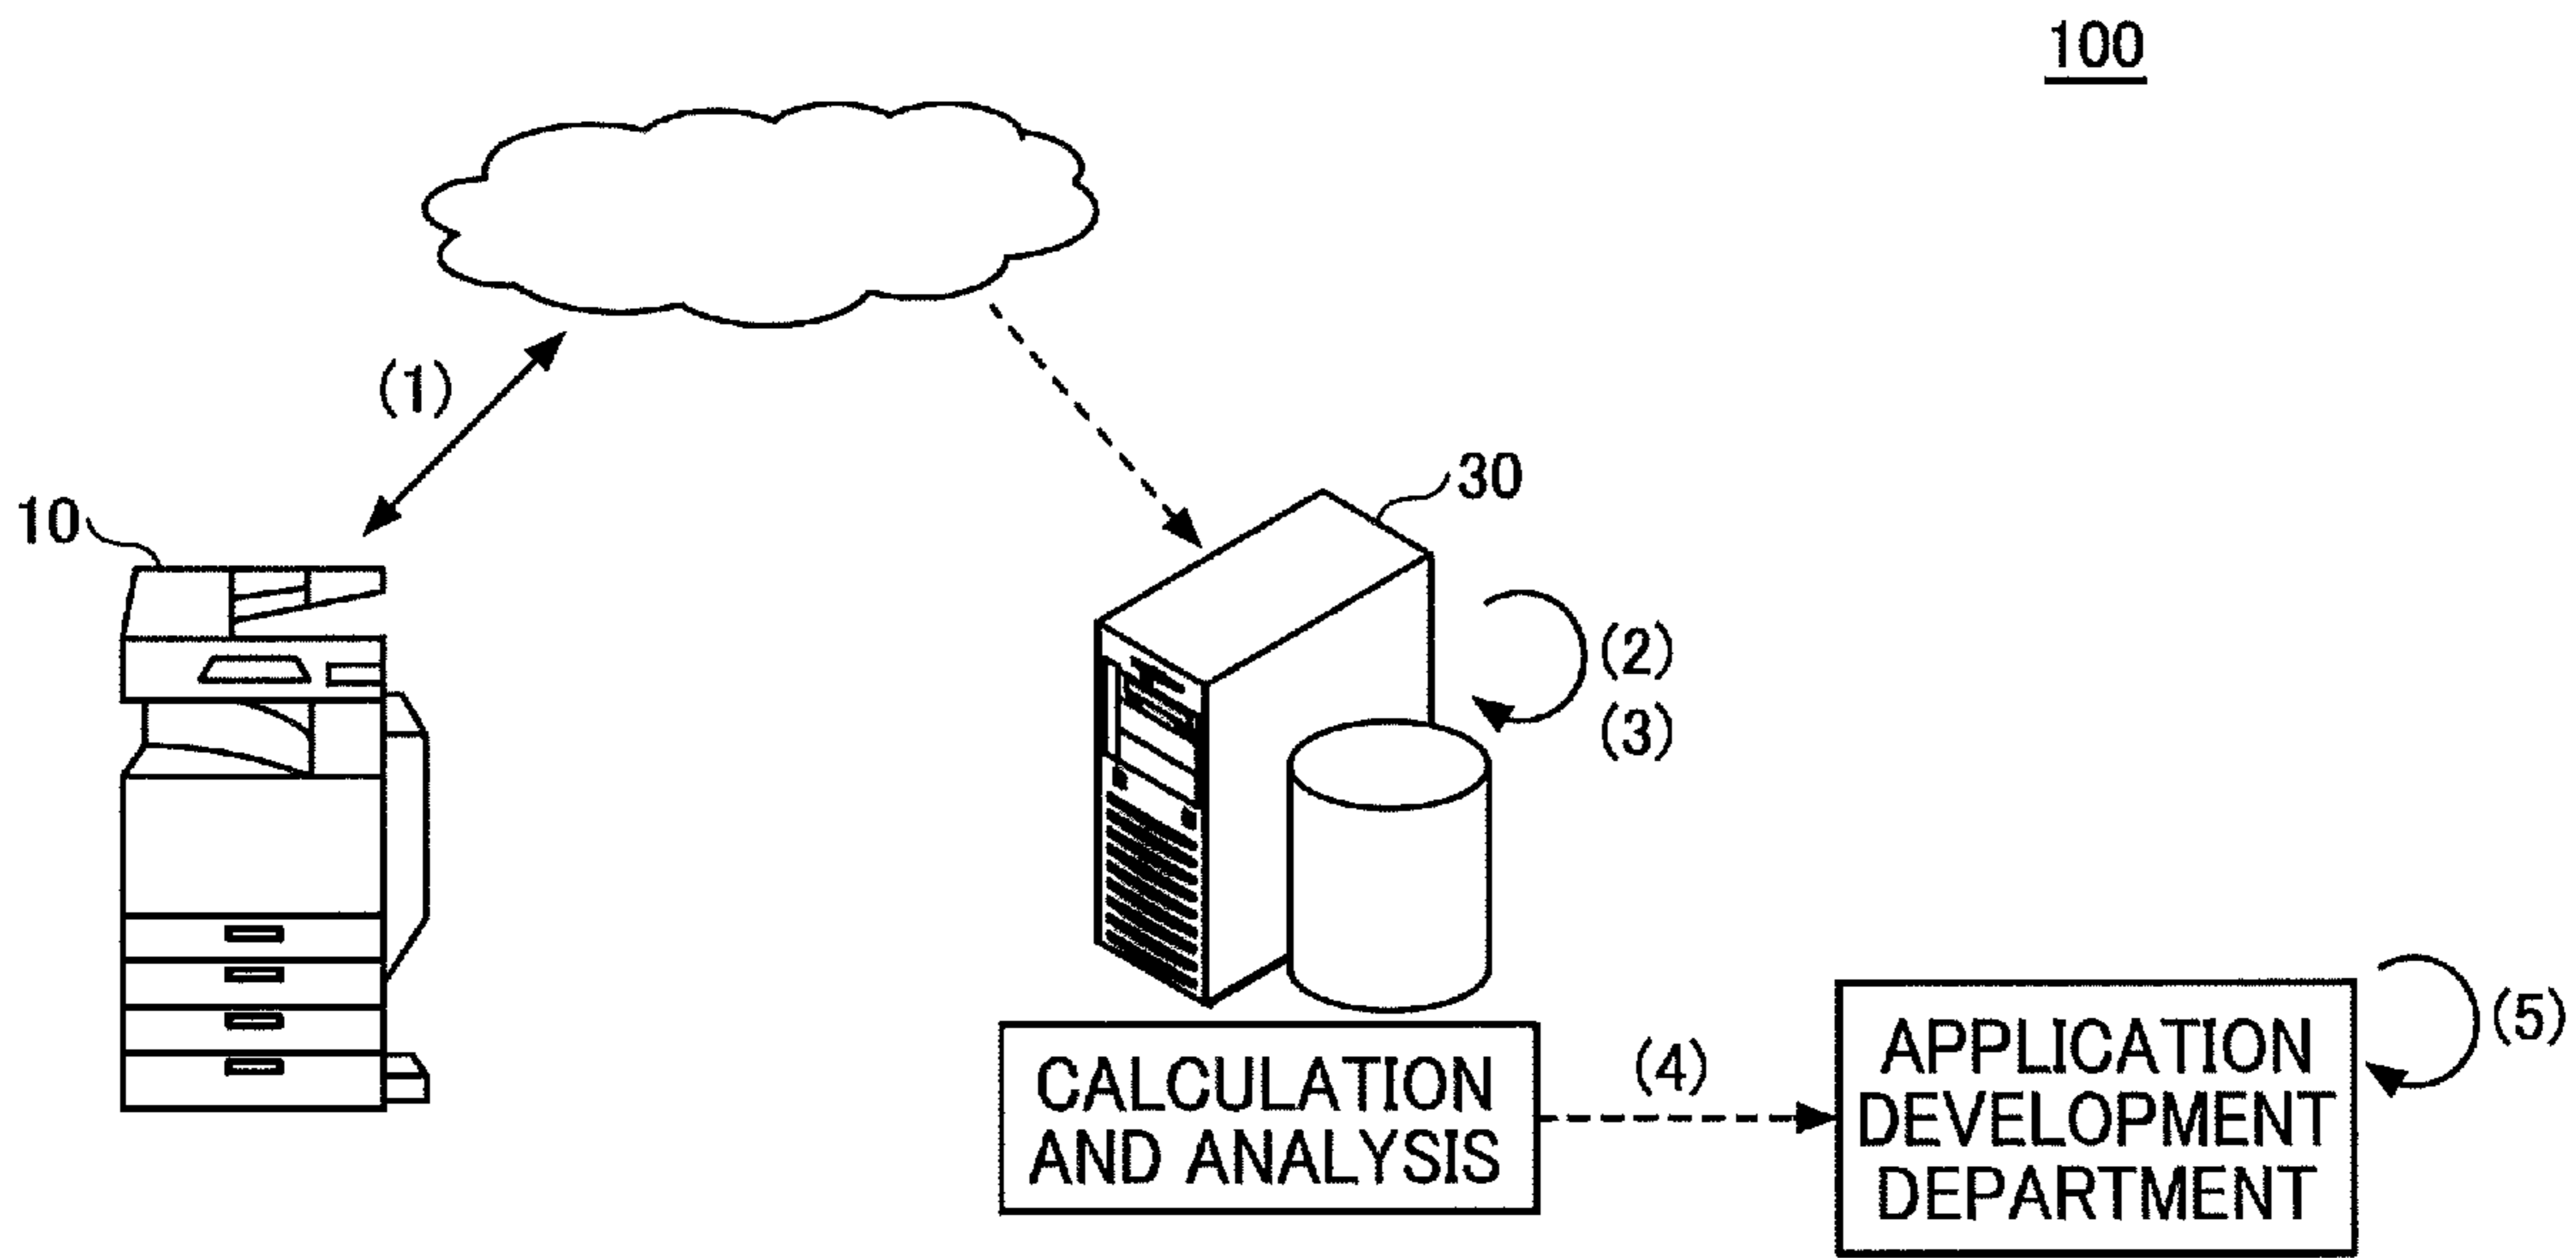 100
(1)
10
30
(2)
(3)
CALCULATION
AND ANALYSIS
(4)
APPLICATION
DEVELOPMENT
DEPARTMENT
(5)